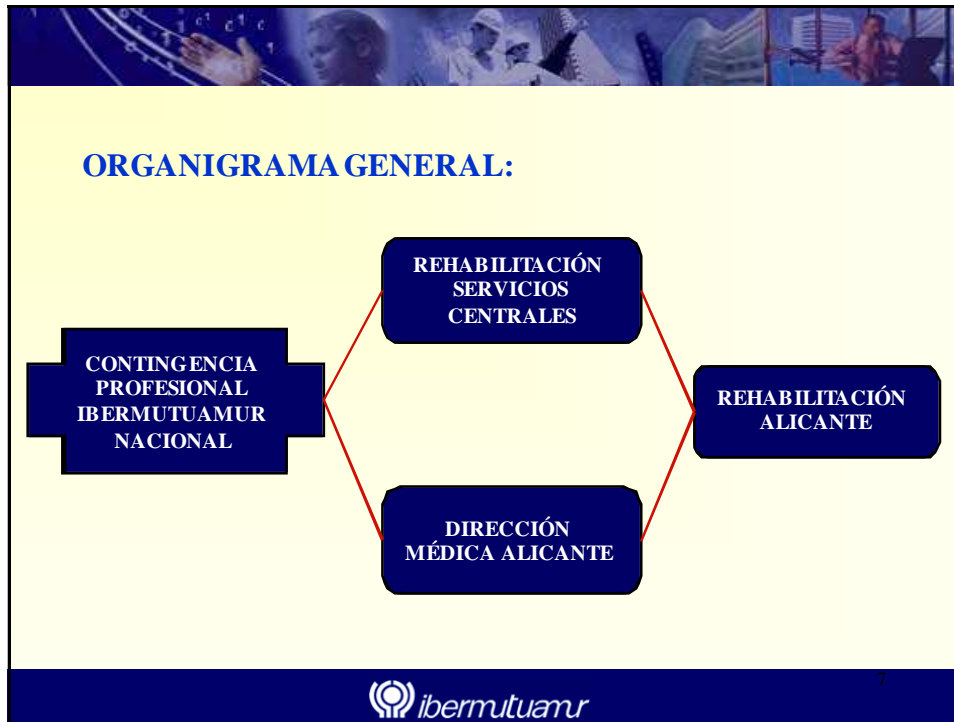 ORGANIGRAMA GENERAL:
REHABILITACIÓN
SERVICIOS
CENTRALES
CONTINGENCIA
PROFESIONAL
IBERMUTUAMUR
NACIONAL
REHABILITACIÓN
ALICANTE
DIRECCIÓN
MÉDICA ALICANTE
7
ibermutuamur